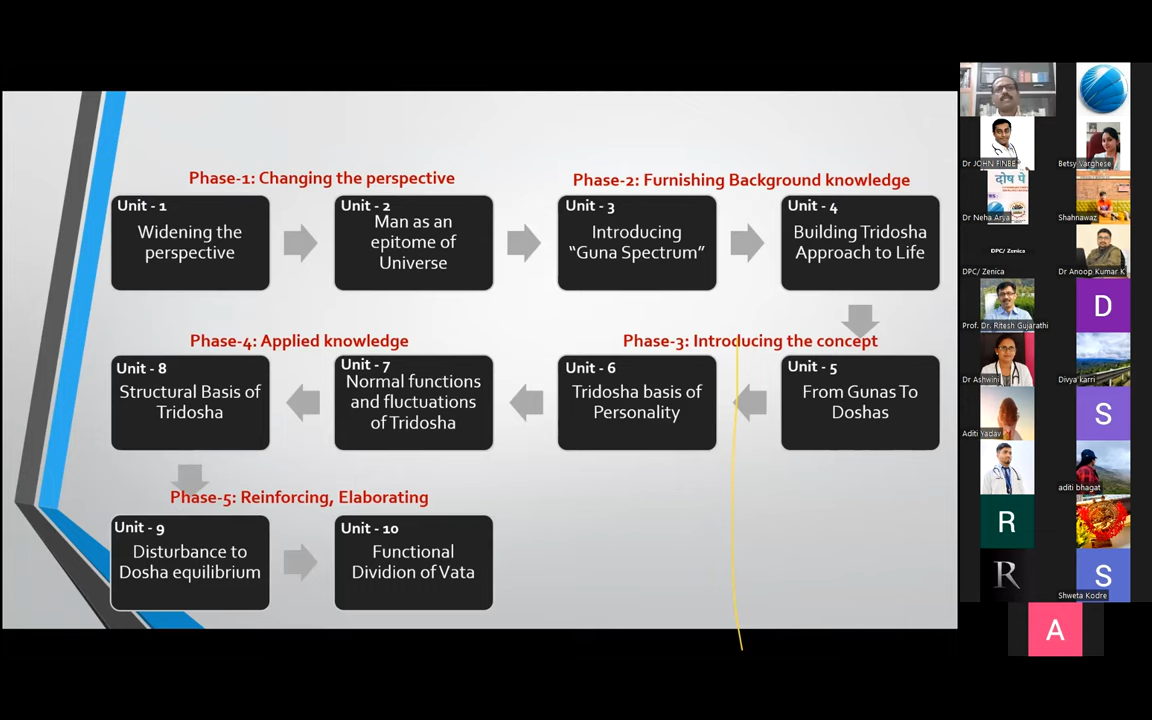 Phase-1: Changing the perspective
Phase-2: Furnishing Background knowledge
Unit - 1
Widening the
perspective
Unit - 2
Man as an
epitome of
Universe
Unit - 3
Introducing
“Guna Spectrum”
Unit - 4
Building Tridosha
Approach to Life
Phase-4: Applied knowledge
Phase-3: Introducing the concept
Unit - 8
Structural Basis of
Tridosha
Unit - 7
Normal functions
and fluctuations
of Tridosha
Unit - 6
Tridosha basis of
Personality
Unit - 5
From Gunas To
Doshas
Phase-5: Reinforcing, Elaborating
Unit - 9
Disturbance to
Dosha equilibrium
Unit - 10
Functional
Dividion of Vata
Dr JOHN FINBE
Betsy Varghese
दोष पे
Dr Neha Arya
Shahnawaz
DPC/ Zenica
DPC/ Zenica
Dr Anoop Kumar K
Prof. Dr. Ritesh Gujarathi
D
Dr Ashwini
Divya karri
Aditi Yadav
S
aditi bhagat
R
R
S
Shweta Kodre
A